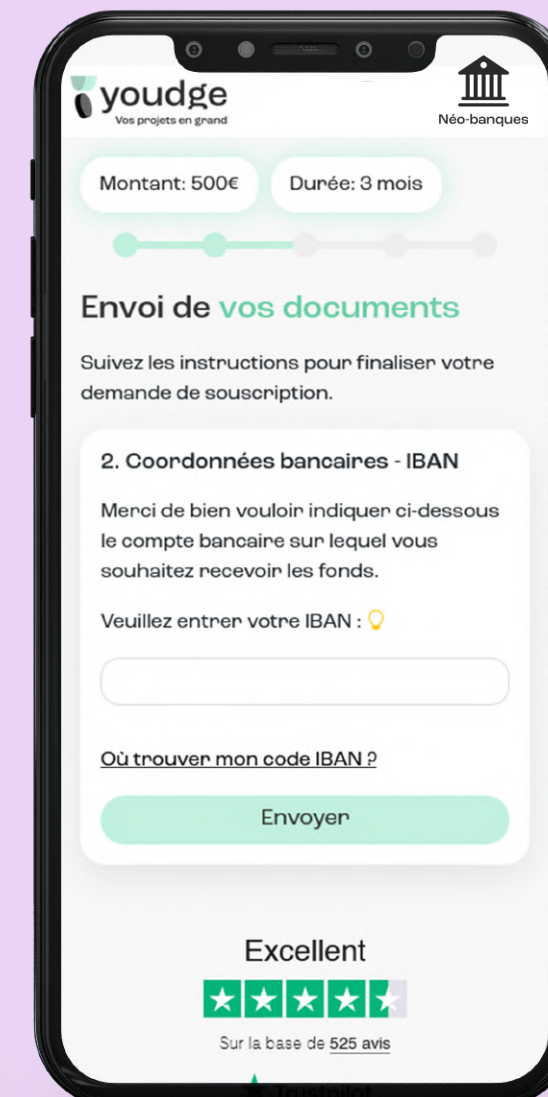 youdge
Vos projets en grand
Néo-banques
Montant: 500€
Durée: 3 mois
Envoi de vos documents
Suivez les instructions pour finaliser votre
demande de souscription.
2. Coordonnées bancaires - IBAN
Merci de bien vouloir indiquer ci-dessous
le compte bancaire sur lequel vous
souhaitez recevoir les fonds.
Veuillez entrer votre IBAN :
Où trouver mon code IBAN ?
Envoyer
Excellent
Sur la base de 525 avis
Trustpilot